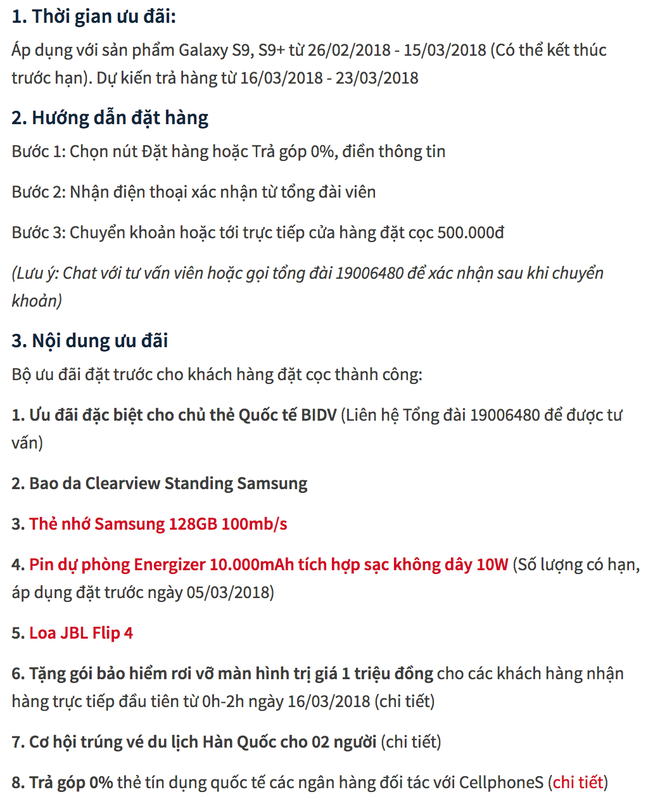 1. Thời gian ưu đãi:
Áp dụng với sản phẩm Galaxy S9, S9+ từ 26/02/2018 - 15/03/2018 (Có thể kết thúc
trước hạn). Dự kiến trả hàng từ 16/03/2018 - 23/03/2018
2. Hướng dẫn đặt hàng
Bước 1: Chọn nút Đặt hàng hoặc Trả góp 0%, điền thông tin
Bước 2: Nhận điện thoại xác nhận từ tổng đài viên
Bước 3: Chuyển khoản hoặc tới trực tiếp cửa hàng đặt cọc 500.000đ
(Lưu ý: Chat với tư vấn viên hoặc gọi tổng đài 19006480 để xác nhận sau khi chuyển
khoản)
3. Nội dung ưu đãi
Bộ ưu đãi đặt trước cho khách hàng đặt cọc thành công:
1. Ưu đãi đặc biệt cho chủ thẻ Quốc tế BIDV (Liên hệ Tổng đài 19006480 để được tư
vấn)
2. Bao da Clearview Standing Samsung
3. Thẻ nhớ Samsung 128GB 100mb/s
4. Pin dự phòng Energizer 10.000mAh tích hợp sạc không dây 10W (Số lượng có hạn,
áp dụng đặt trước ngày 05/03/2018)
5. Loa JBL Flip 4
6. Tặng gói bảo hiểm rơi vỡ màn hình trị giá 1 triệu đồng cho các khách hàng nhận
hàng trực tiếp đầu tiên từ 0h-2h ngày 16/03/2018 (chi tiết)
7. Cơ hội trúng vé du lịch Hàn Quốc cho 02 người (chi tiết)
8. Trả góp 0% thẻ tín dụng quốc tế các ngân hàng đối tác với CellphoneS (chi tiết)